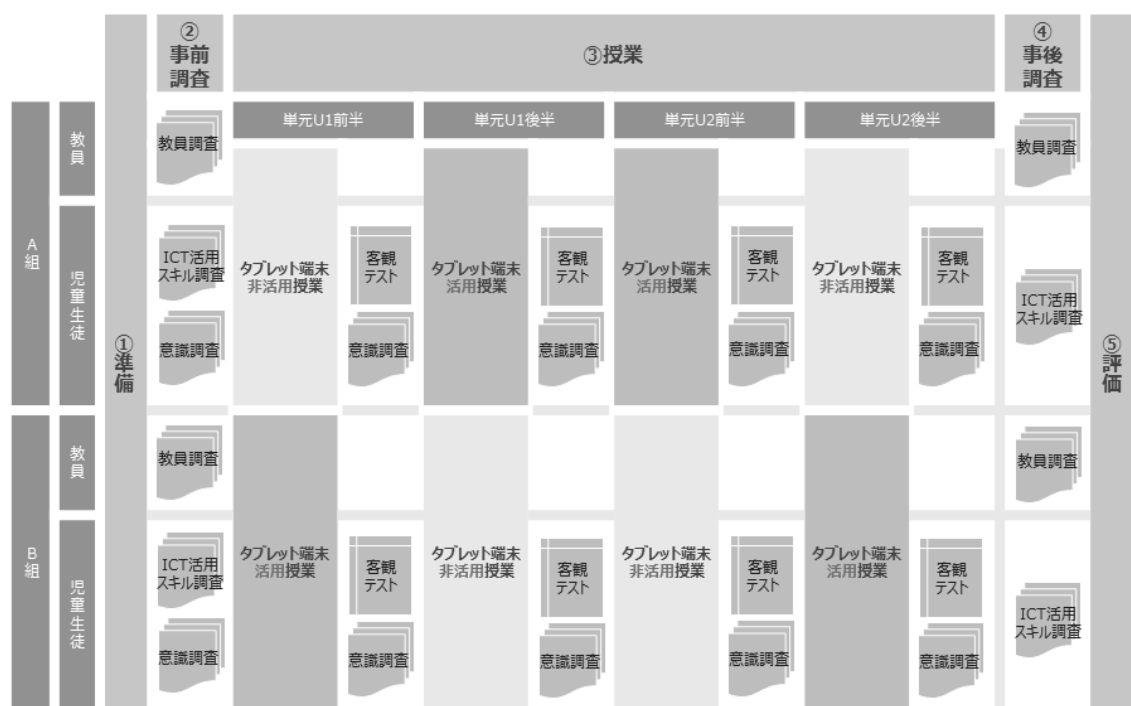 ②
事前
調査
③授業
④
事後
調査
単元U1前半
単元U1後半
単元U2前半
単元U2後半
①準備
⑤評価
A組
教員
教員調査
教員調査
児童生徒
ICT活用
スキル調査
意識調査
タブレット端末
非活用授業
客観
テスト
意識調査
タブレット端末
活用授業
客観
テスト
意識調査
タブレット端末
活用授業
客観
テスト
意識調査
タブレット端末
非活用授業
客観
テスト
意識調査
ICT活用
スキル調査
B組
教員
教員調査
教員調査
児童生徒
ICT活用
スキル調査
意識調査
タブレット端末
活用授業
客観
テスト
意識調査
タブレット端末
非活用授業
客観
テスト
意識調査
タブレット端末
非活用授業
客観
テスト
意識調査
タブレット端末
活用授業
客観
テスト
意識調査
ICT活用
スキル調査